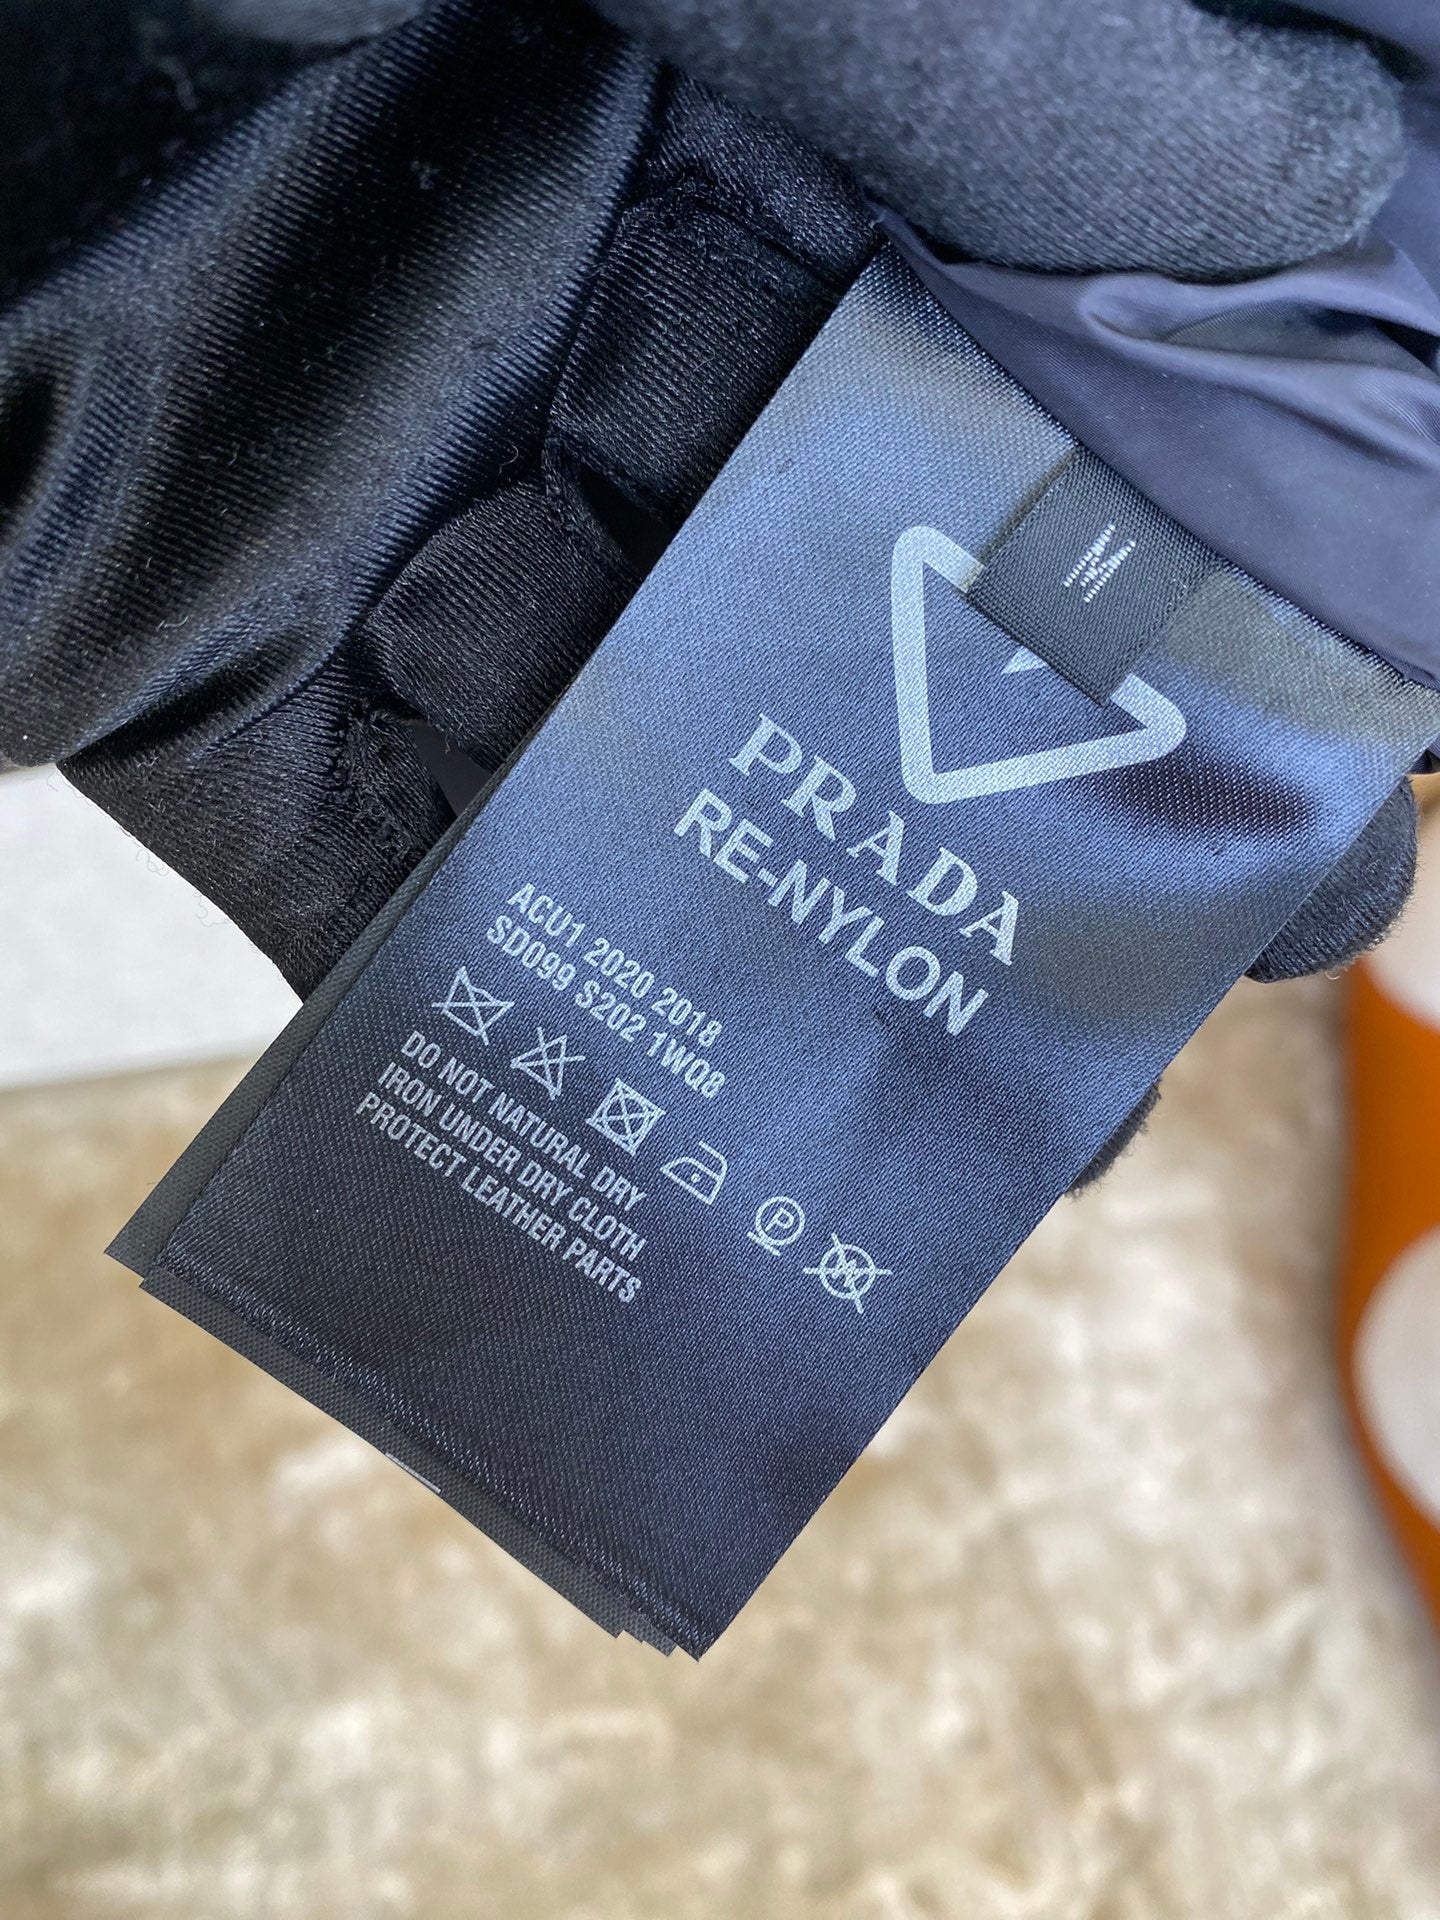 M
PRADA
RE-NYLON
ACU1 2020 2018
SD099 S202 1WQ8
P
W
DO NOT NATURAL DRY
IRON UNDER DRY CLOTH
PROTECT LEATHER PARTS